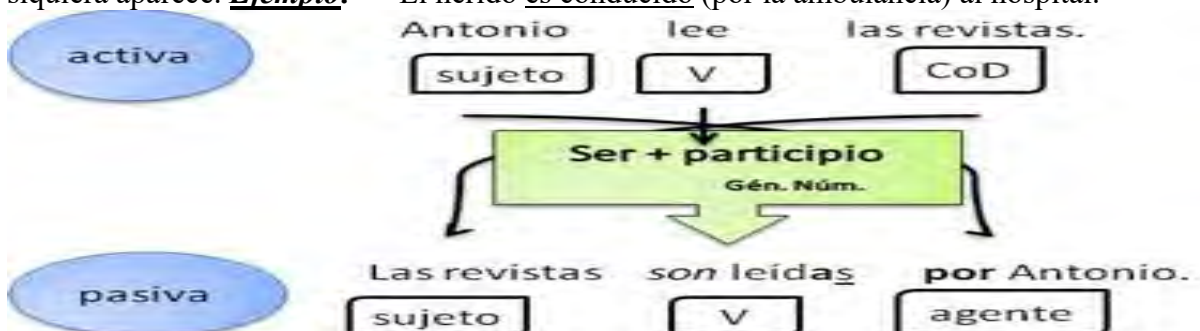 siquiera aparece. Ejemplo: El herido es conducido (por la ambulancia) al hospital.
activa Antonio lee las revistas.
sujeto V CoD
Ser + participio
Gén. Núm.
pasiva Las revistas son leídas por Antonio.
sujeto V agente